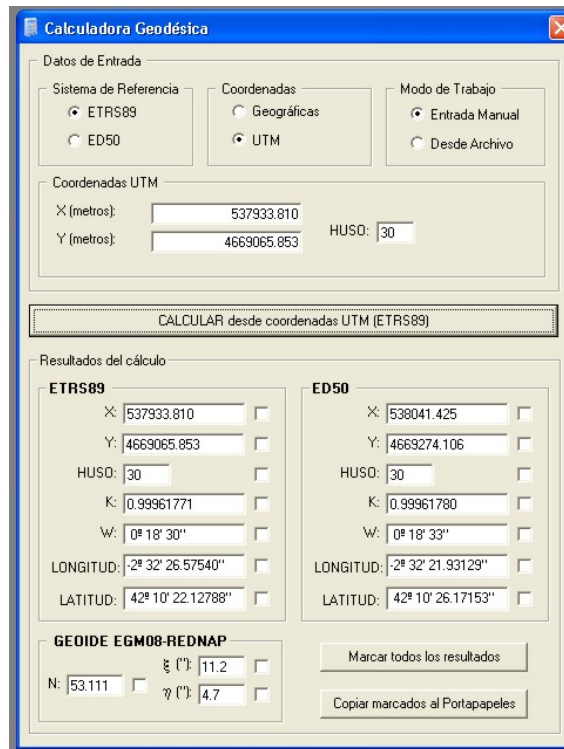 Calculadora Geodésica
Datos de Entrada
Sistema de Referencia
ETRS89
ED50
Coordenadas
Geográficas
UTM
Modo de Trabajo
Entrada Manual
Desde Archivo
Coordenadas UTM
X (metros): 537933.810
Y (metros): 4669065.853
HUSO: 30
CALCULAR desde coordenadas UTM (ETRS89)
Resultados del cálculo
ETRS89
X: 537933.810
Y: 4669065.853
HUSO: 30
K: 0.99961771
W: 0º 18' 30''
LONGITUD: -2º 32' 26.57540''
LATITUD: 42º 10' 22.12788''
ED50
X: 538041.425
Y: 4669274.106
HUSO: 30
K: 0.99961780
W: 0º 18' 33''
LONGITUD: -2º 32' 21.93129''
LATITUD: 42º 10' 26.17153''
GEOIDE EGM08-REDNAP
N: 53.111
ξ (''): 11.2
η (''): 4.7
Marcar todos los resultados
Copiar marcados al Portapapeles